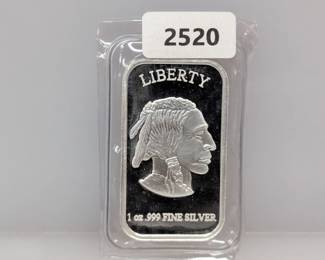 2520
LIBERTY
1 oz .999 FINE SILVER